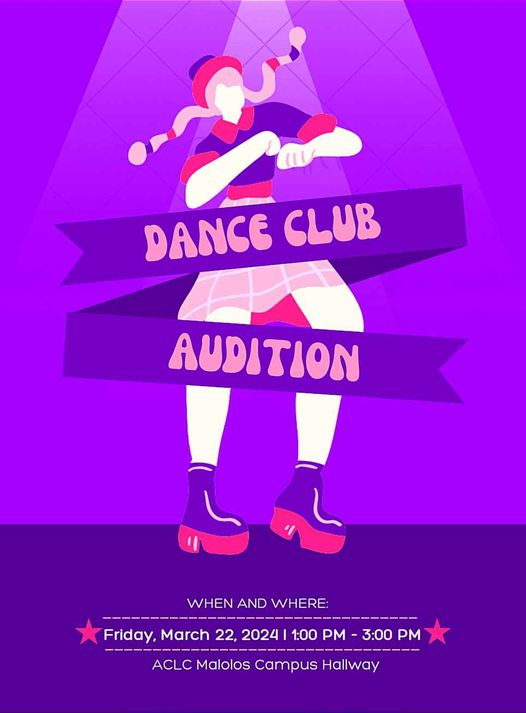 DANCE CLUB
AUDITION
WHEN AND WHERE:
Friday, March 22, 2024 | 1:00 PM - 3:00 PM
ACLC Malolos Campus Hallway